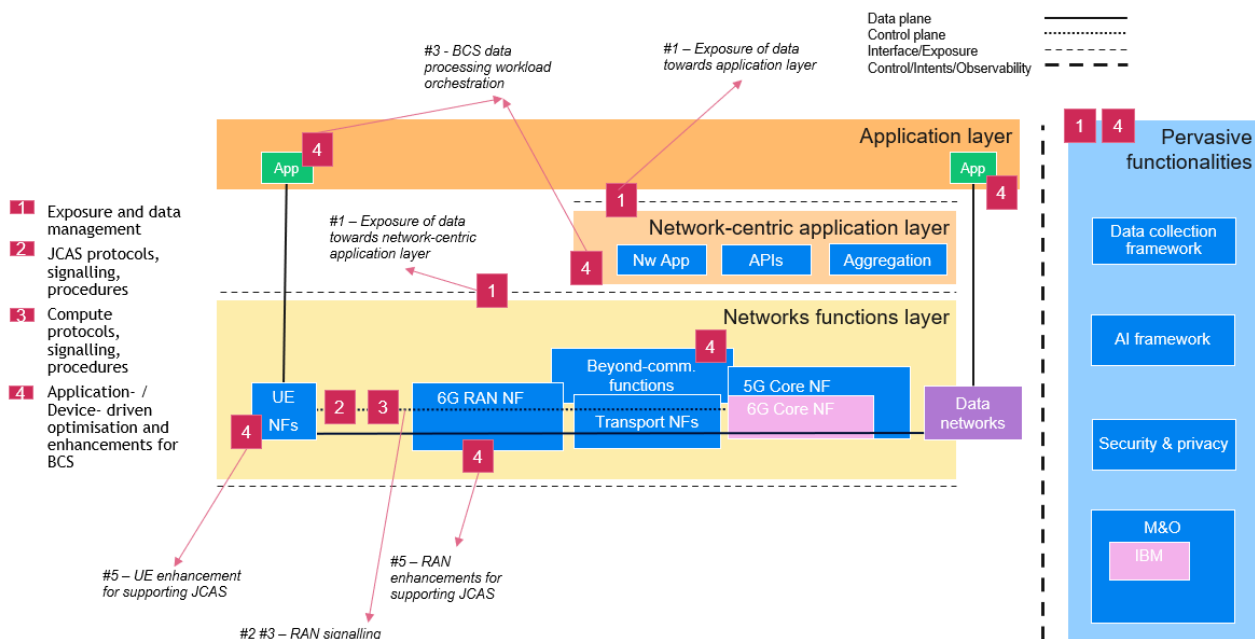 Data plane
Control plane
Interface/Exposure
Control/Intents/Observability
#3 - BCS data
processing workload
orchestration
#1 – Exposure of data
towards application layer
Application layer
4
App
App
4
1
Network-centric application layer
4
Nw App
APIs
Aggregation
#1 – Exposure of data
towards network-centric
application layer
1
1
Exposure and data
management
2
JCAS protocols,
signalling,
procedures
3
Compute
protocols,
signalling,
procedures
4
Application- /
Device- driven
optimisation and
enhancements for
BCS
Networks functions layer
4
Beyond-comm.
functions
UE
NFs
4
2
3
6G RAN NF
4
Transport NFs
5G Core NF
6G Core NF
Data
networks
#5 – UE enhancement
for supporting JCAS
#5 – RAN
enhancements for
supporting JCAS
#2 #3 – RAN signalling
1
4
Pervasive
functionalities
Data collection
framework
AI framework
Security & privacy
M&O
IBM